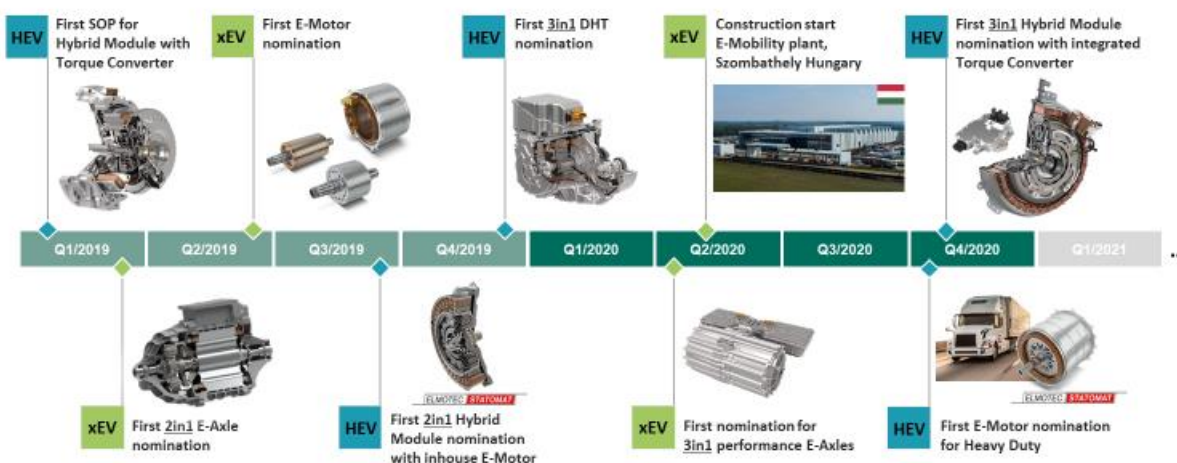 HEV
First SOP for
Hybrid Module with
Torque Converter
xEV
First E-Motor
nomination
HEV
First 3in1 DHT
nomination
xEV
Construction start
E-Mobility plant,
Szombathely Hungary
HEV
First 3in1 Hybrid Module
nomination with integrated
Torque Converter
Q1/2019
Q2/2019
Q3/2019
Q4/2019
Q1/2020
Q2/2020
Q3/2020
Q4/2020
Q1/2021
..
xEV
First 2in1 E-Axle
nomination
ELMOTEC STATOMAT
HEV
First 2in1 Hybrid
Module nomination
with inhouse E-Motor
xEV
First nomination for
3in1 performance E-Axles
ELMOTEC STATOMAT
HEV
First E-Motor nomination
for Heavy Duty